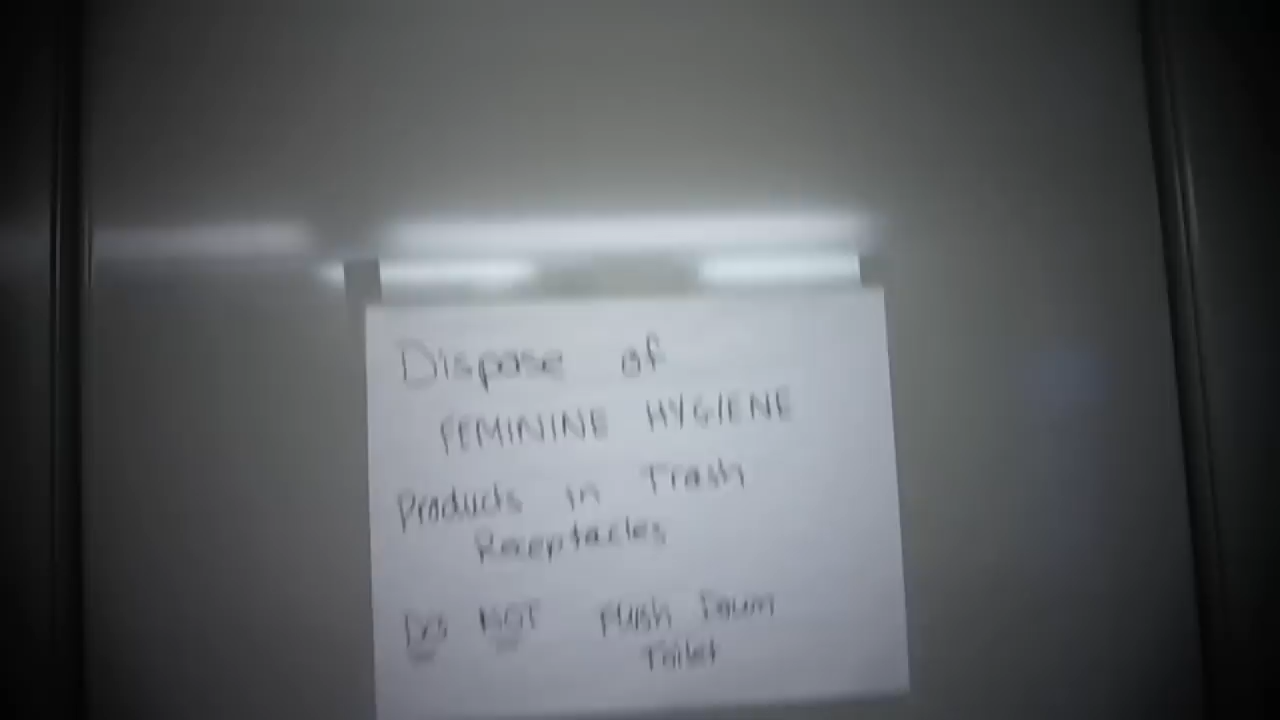 Dispose of
FEMININE HYGIENE
Products in Trash
Receptacles
Do NOT Flush Down
Toilet